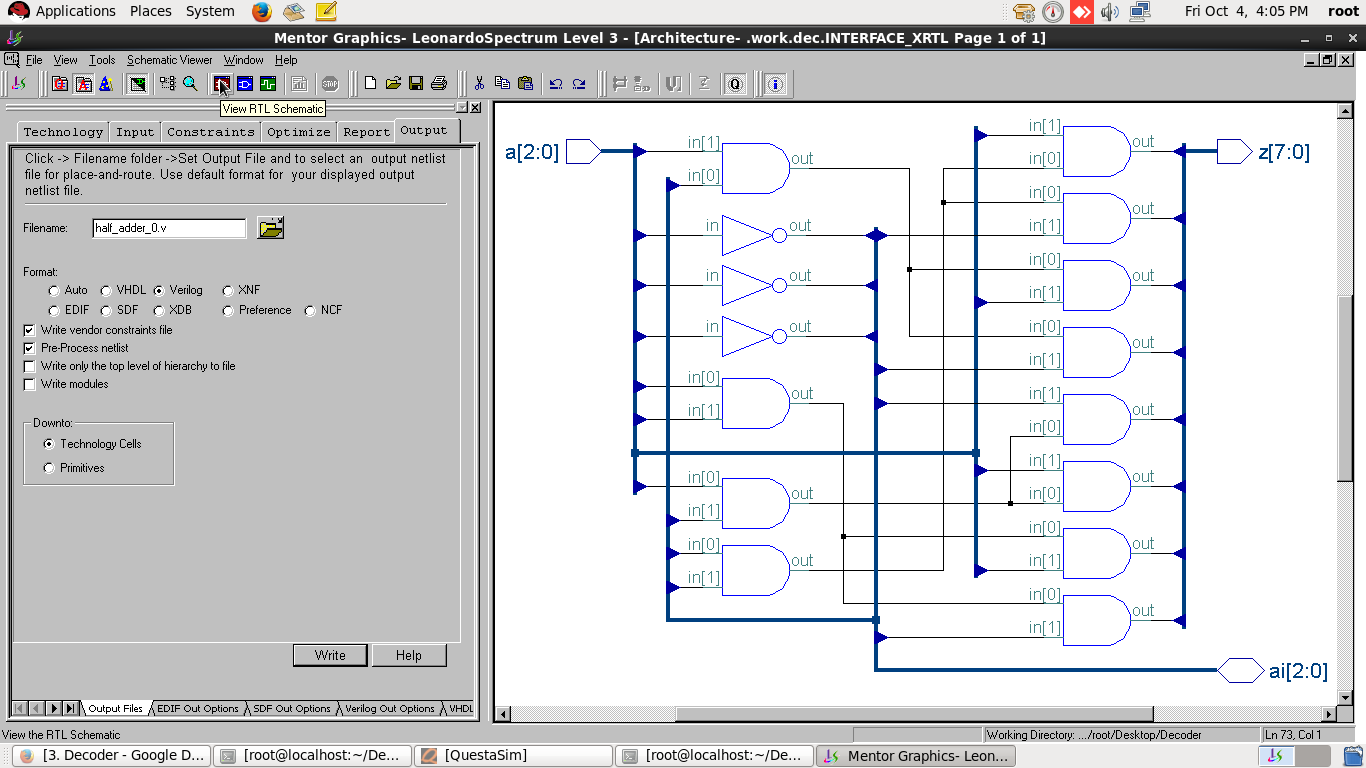 Applications Places System Fri Oct 4, 4:05 PM root
Mentor Graphics- LeonardoSpectrum Level 3 - [Architecture- .work.dec.INTERFACE_XRTL Page 1 of 1]
File View Tools Schematic Viewer Window Help
View RTL Schematic
Technology Input Constraints Optimize Report Output
Click -> Filename folder ->Set Output File and to select an output netlist
file for place-and-route. Use default format for your displayed output
netlist file.
Filename: half_adder_0.v
Format:
Auto VHDL Verilog XNF
EDIF SDF XDB Preference NCF
Write vendor constraints file
Pre-Process netlist
Write only the top level of hierarchy to file
Write modules
Downto:
Technology Cells
Primitives
Write Help
Output Files EDIF Out Options SDF Out Options Verilog Out Options VHDL
a[2:0]
in[1] out
in[0]
in out
in out
in out
in[0] out
in[1]
in[0] out
in[1]
in[0] out
in[1]
in[1] out
in[0]
in[0] out
in[1]
in[0] out
in[1]
in[0] out
in[1]
in[1] out
in[0]
in[1] out
in[0]
in[0] out
in[1]
in[0] out
in[1]
z[7:0]
ai[2:0]
View the RTL Schematic Working Directory: .../root/Desktop/Decoder Ln 73, Col 1
[3. Decoder - Google D... [root@localhost:~/De... [QuestaSim] [root@localhost:~/De... Mentor Graphics- Leon...